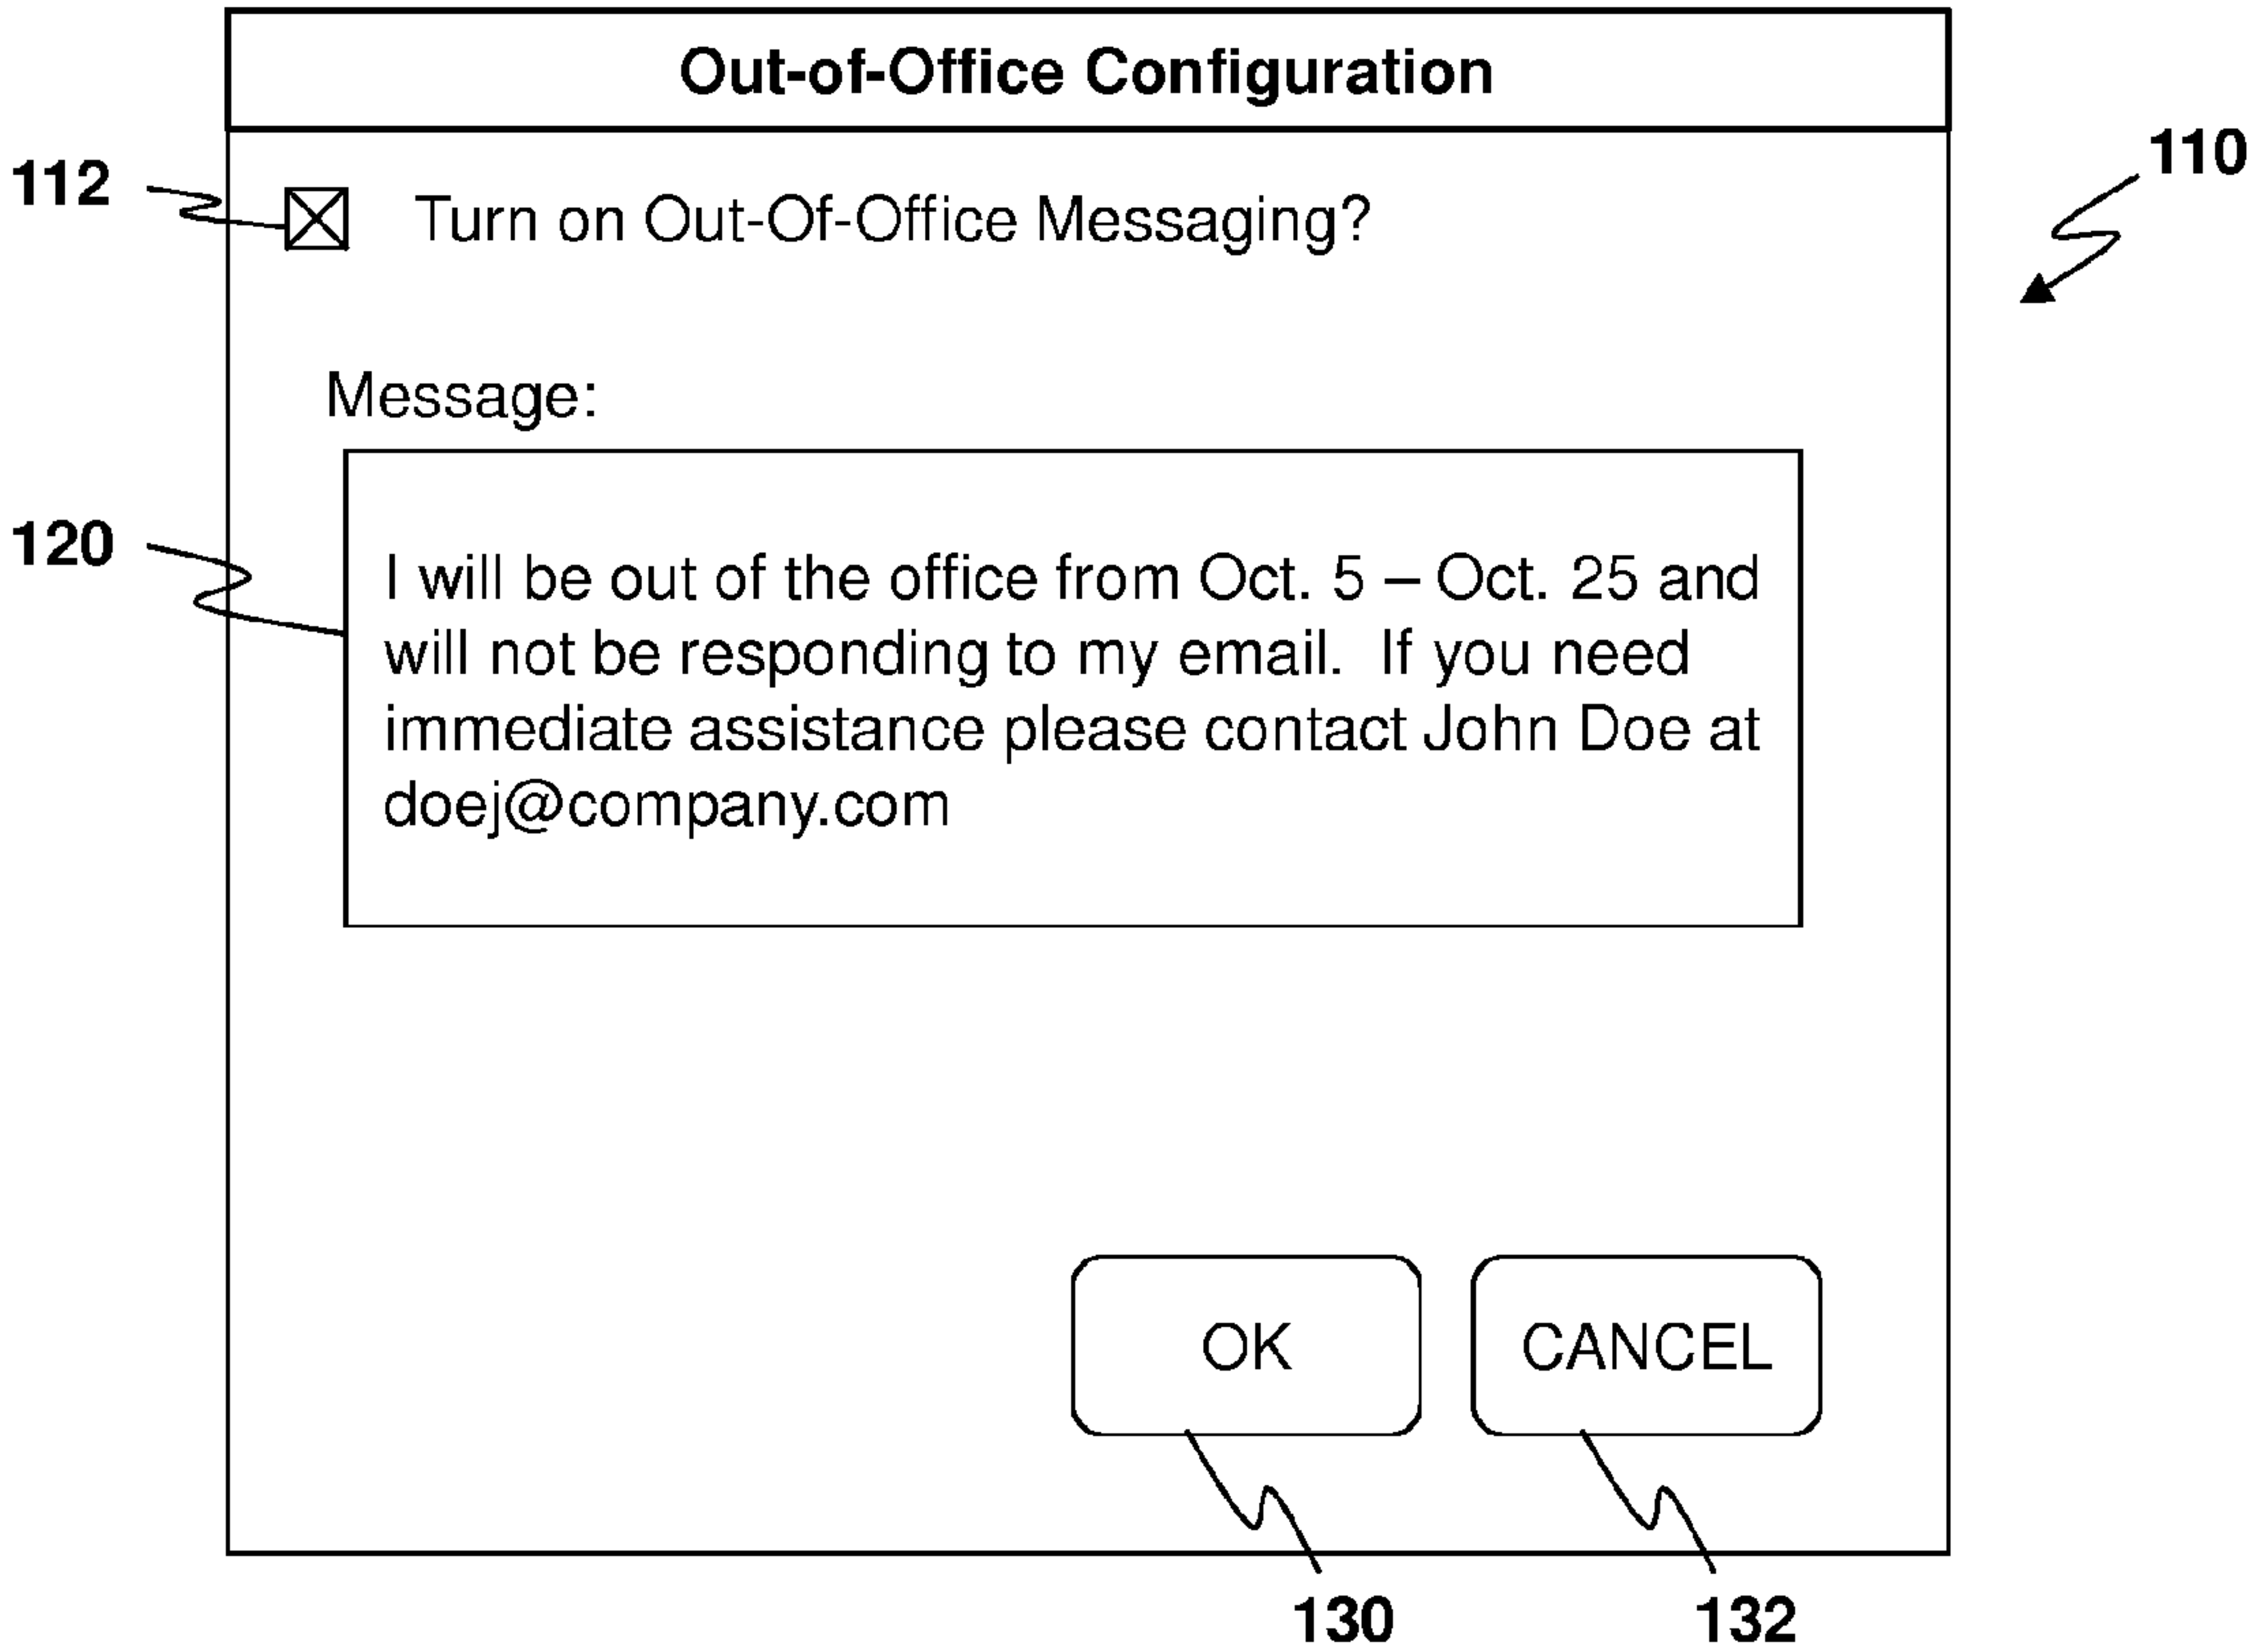 Out-of-Office Configuration
110
112
Turn on Out-Of-Office Messaging?
Message:
120
I will be out of the office from Oct. 5 – Oct. 25 and
will not be responding to my email.  If you need
immediate assistance please contact John Doe at
doej@company.com
OK
CANCEL
130
132